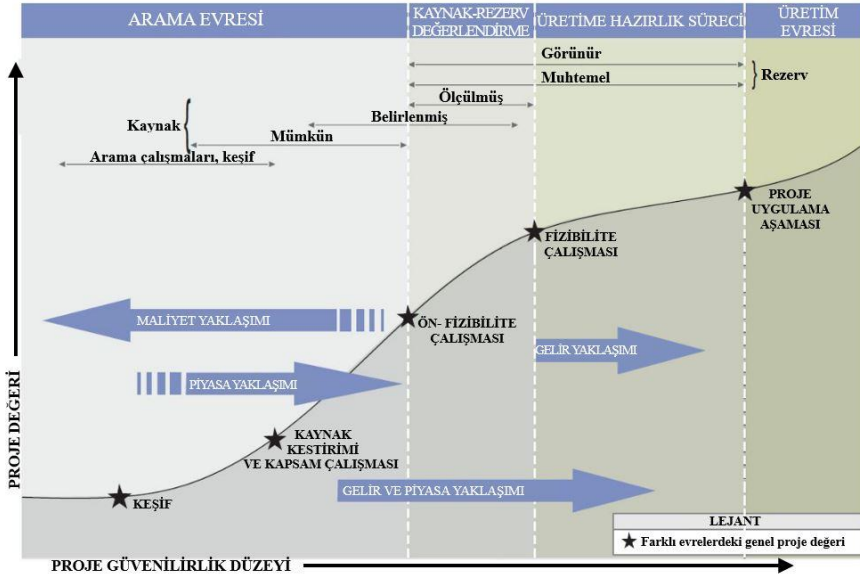 ARAMA EVRESİ
KAYNAK-REZERV
DEĞERLENDİRME
ÜRETİME HAZIRLIK SÜRECİ
ÜRETİM
EVRESİ
Görünür
Muhtemel
Rezerv
Ölçülmüş
Belirlenmiş
Kaynak
Mümkün
Arama çalışmaları, keşif
PROJE
UYGULAMA
AŞAMASI
FİZİBİLİTE
ÇALIŞMASI
MALİYET YAKLAŞIMI
ÖN- FİZİBİLİTE
ÇALIŞMASI
GELİR YAKLAŞIMI
PİYASA YAKLAŞIMI
KAYNAK
KESTİRİMİ
VE KAPSAM ÇALIŞMASI
KEŞİF
GELİR VE PİYASA YAKLAŞIMI
LEJANT
Farklı evrelerdeki genel proje değeri
PROJE DEĞERİ
PROJE GÜVENİLİRLİK DÜZEYİ